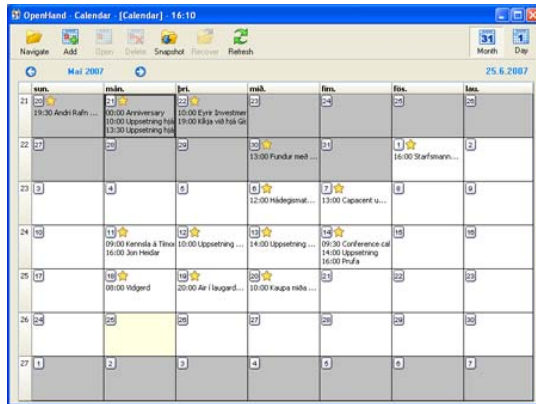 OpenHand - Calendar - [Calendar] - 16:10
Navigate Add Open Delete Snapshot Recover Refresh 31 Month 1 Day
Maí 2007 25.6.2007
sun. mán. þri. mið. fim. fös. lau.
21 20 21 22 23 24 25 26
19:30 Andri Rafn ... 00:00 Anniversary 10:00 Eyrir Investmen
10:00 Uppsetning hjá 19:00 Kíkja við hjá Gis
13:30 Uppsetning hjá
22 27 28 29 30 31 1 2
13:00 Fundur með ... 16:00 Starfsmann...
23 3 4 5 6 7 8 9
12:00 Hádegismat... 13:00 Capacent u...
24 10 11 12 13 14 15 16
09:00 Kennsla á 10:00 Uppsetning ... 14:00 Uppsetning ... 09:30 Conference cal
16:00 Jon Heidar 14:00 Uppsetning
16:00 Prufa
25 17 18 19 20 21 22 23
08:00 Vidgerd 20:00 Air í laugard... 10:00 Kaupa miða ...
26 24 25 26 27 28 29 30
27 1 2 3 4 5 6 7